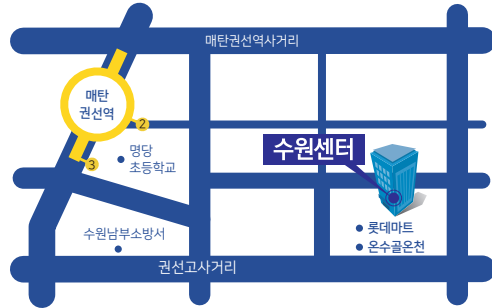 매탄권선역사거리
매탄
권선역
2
명당
초등학교
3
수원센터
롯데마트
온수골온천
수원남부소방서
권선고사거리